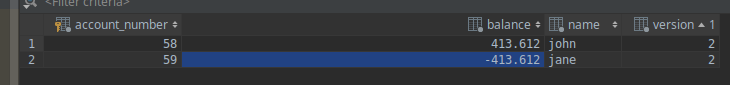 <Filter criteria>
account_number balance name version 1
1 58 413.612 john 2
2 59 -413.612 jane 2